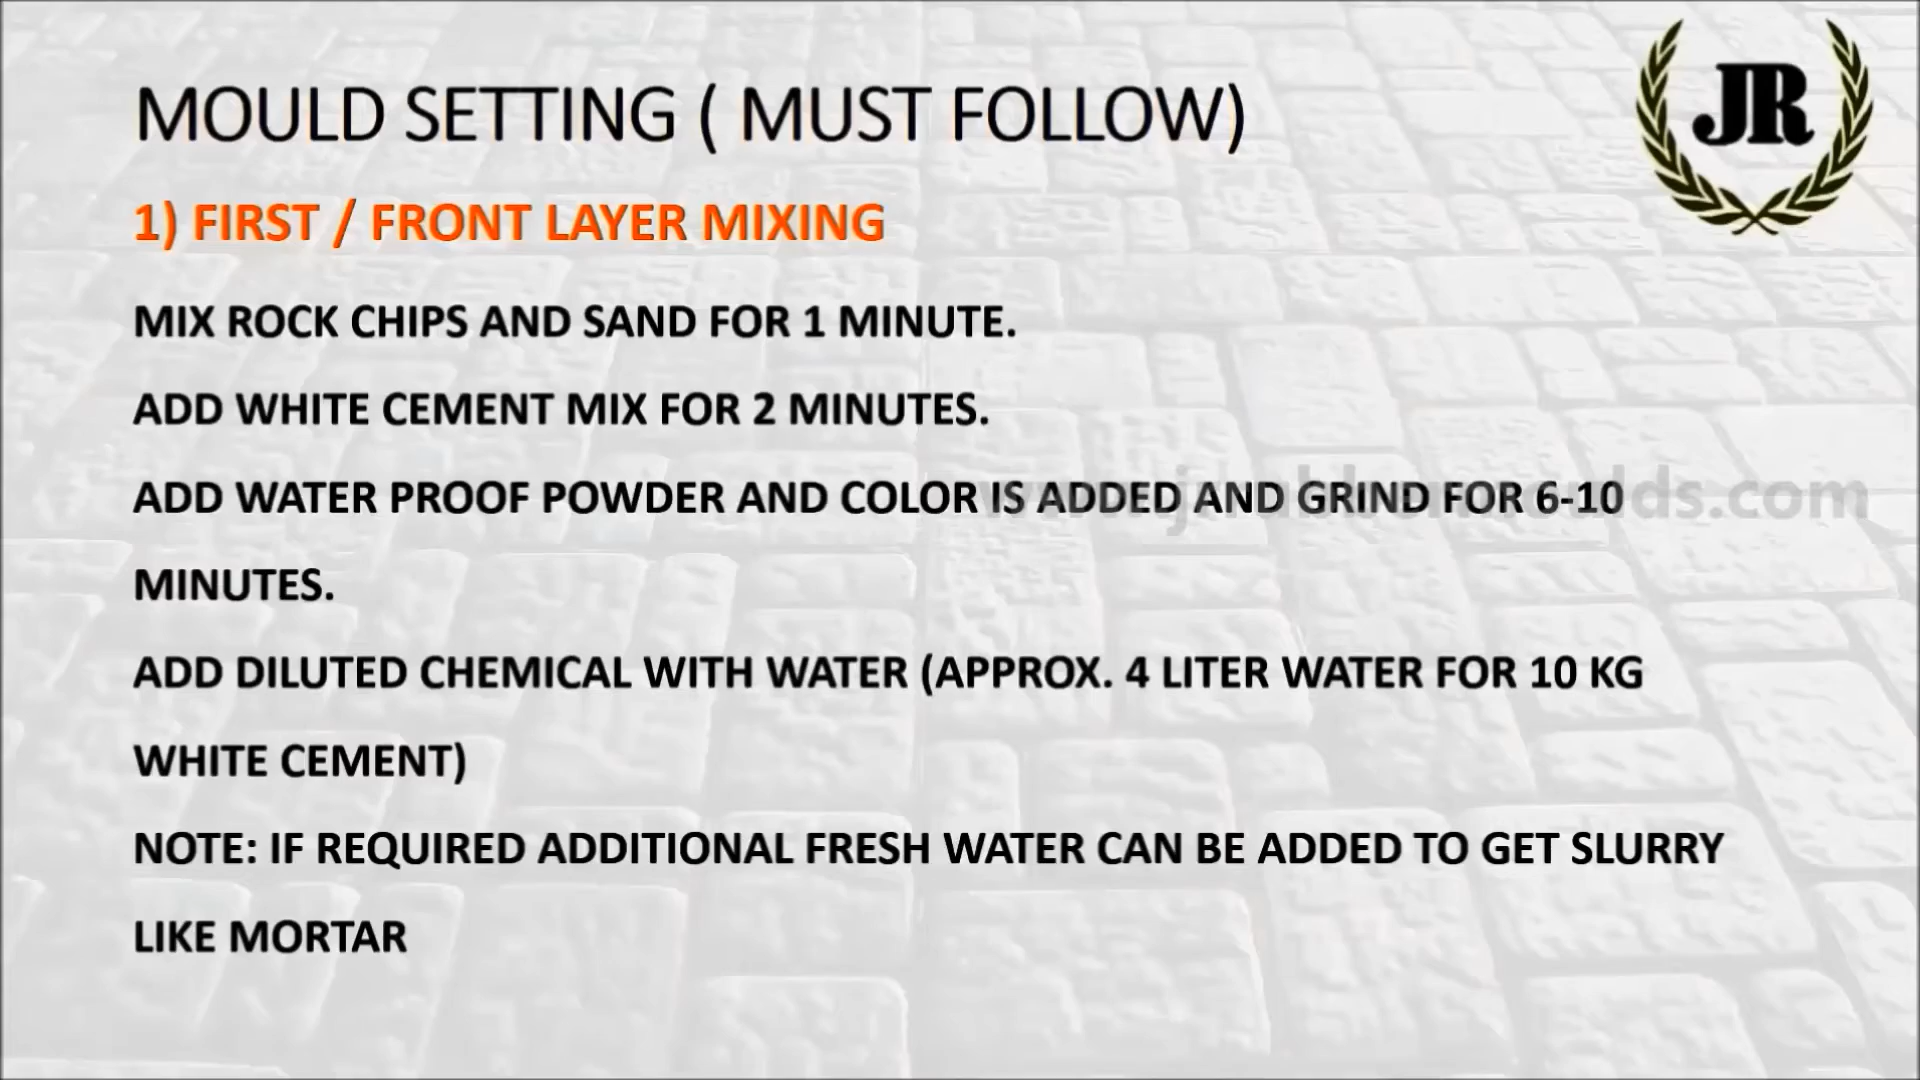 JR
MOULD SETTING ( MUST FOLLOW)
1) FIRST / FRONT LAYER MIXING
MIX ROCK CHIPS AND SAND FOR 1 MINUTE.
ADD WHITE CEMENT MIX FOR 2 MINUTES.
ADD WATER PROOF POWDER AND COLOR IS ADDED AND GRIND FOR 6-10
MINUTES.
ADD DILUTED CHEMICAL WITH WATER (APPROX. 4 LITER WATER FOR 10 KG
WHITE CEMENT)
NOTE: IF REQUIRED ADDITIONAL FRESH WATER CAN BE ADDED TO GET SLURRY
LIKE MORTAR